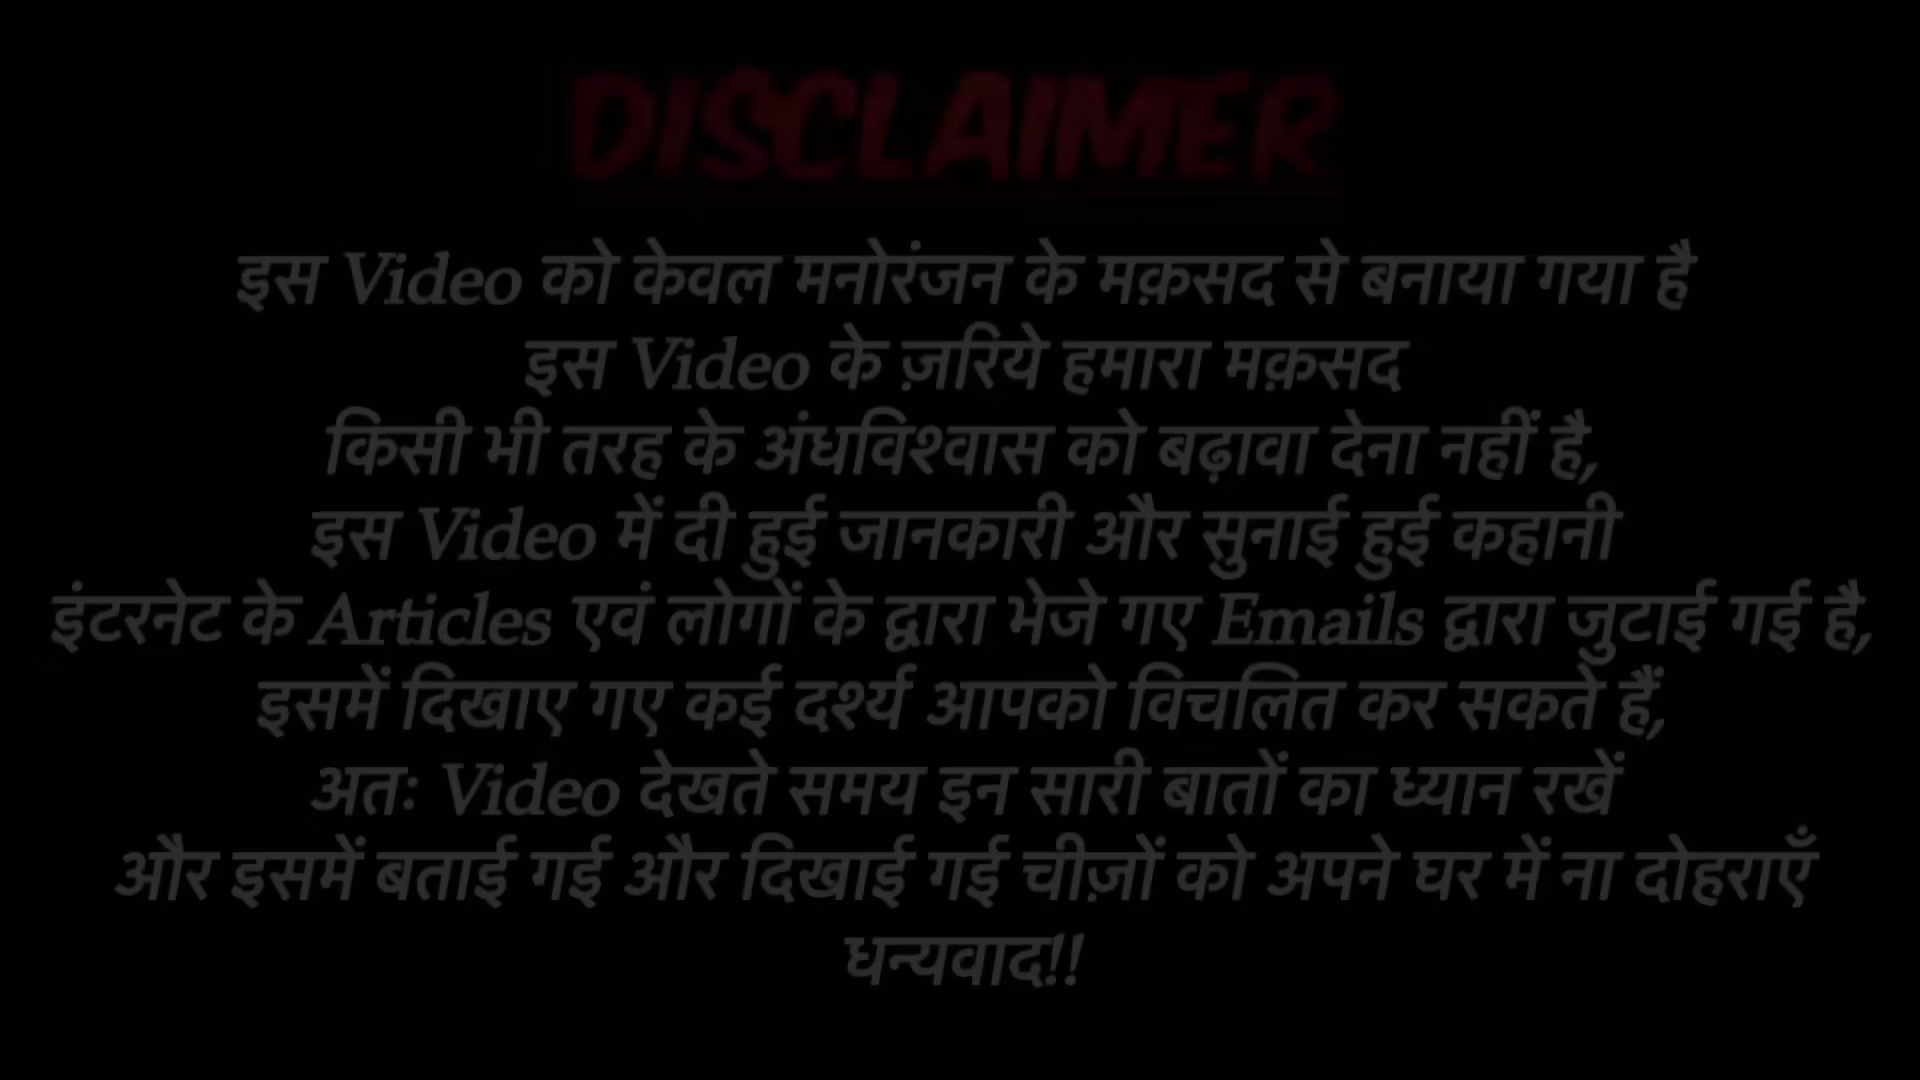 DISCLAIMER
इस Video को केवल मनोरंजन के मक़सद से बनाया गया है
इस Video के ज़रिये हमारा मक़सद
किसी भी तरह के अंधविश्वास को बढ़ावा देना नहीं है,
इस Video में दी हुई जानकारी और सुनाई हुई कहानी
इंटरनेट के Articles एवं लोगों के द्वारा भेजे गए Emails द्वारा जुटाई गई है,
इसमें दिखाए गए कई दर्श्य आपको विचलित कर सकते हैं,
अतः Video देखते समय इन सारी बातों का ध्यान रखें
और इसमें बताई गई और दिखाई गई चीज़ों को अपने घर में ना दोहराएँ
धन्यवाद!!